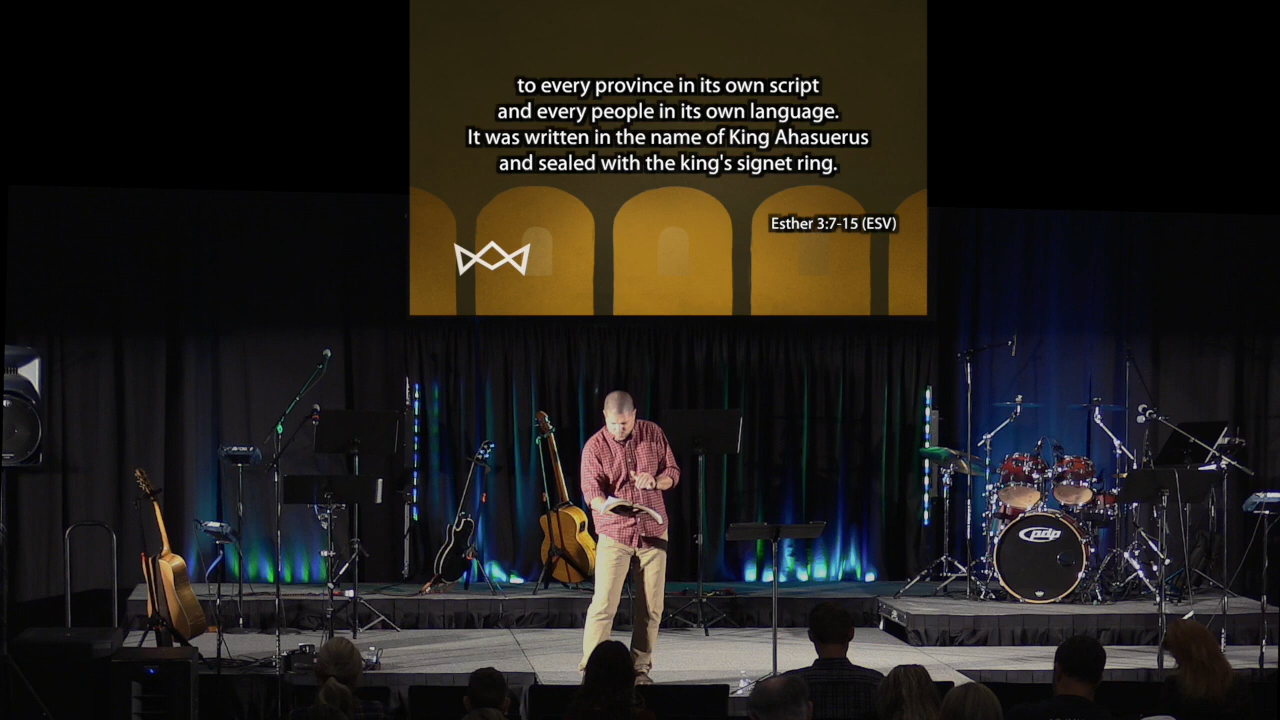 to every province in its own script
and every people in its own language.
It was written in the name of King Ahasuerus
and sealed with the king's signet ring.
Esther 3:7-15 (ESV)
pdp